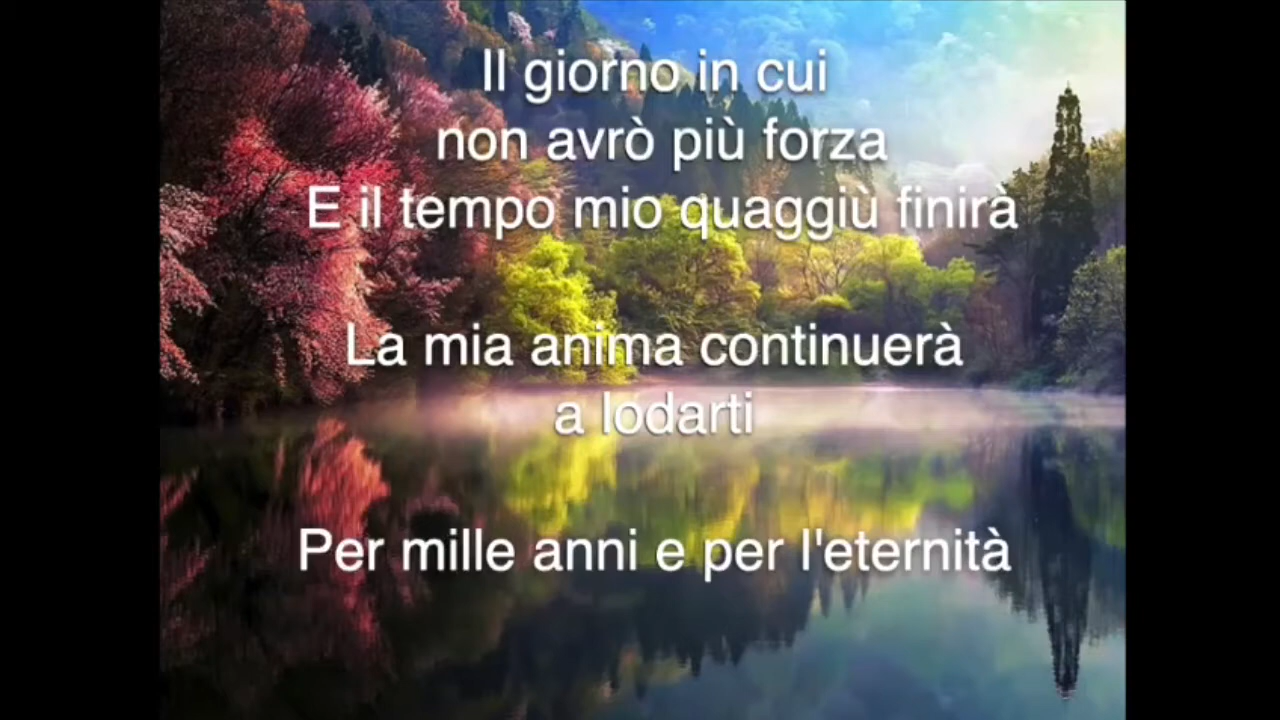 Il giorno in cui
non avrò più forza
E il tempo mio quaggiù finirà
La mia anima continuerà
a lodarti
Per mille anni e per l'eternità